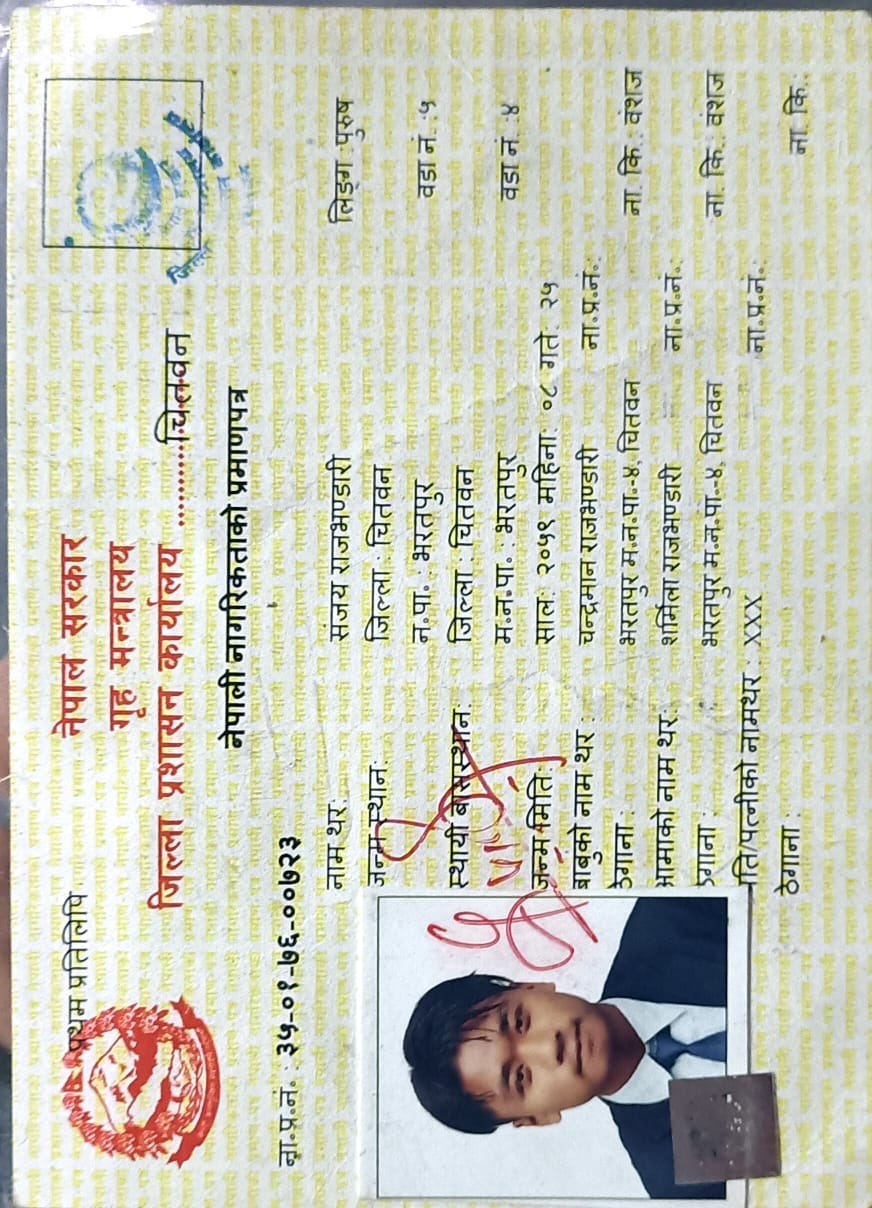 प्रथम प्रतिलिपि
नेपाल सरकार
गृह मन्त्रालय
जिल्ला प्रशासन कार्यालय ..................चितवन
नेपाली नागरिकताको प्रमाणपत्र
ना.प्र.नं. : ३५-०१-७६-००७२३
नाम थर: संजय राजभण्डारी लिङ्ग :पुरुष
जन्म स्थान: जिल्ला : चितवन
न.पा. : भरतपुर वडा नं. :५
स्थायी बासस्थान: जिल्ला : चितवन
म.न.पा. : भरतपुर वडा नं. :४
जन्म मिति: साल: २०५९ महिना: ०८ गते: २५
बाबुको नाम थर : चन्द्रमान राजभण्डारी ना.प्र.नं.:
ठेगाना : भरतपुर म.न.पा.-४, चितवन ना. कि.: वंशज
आमाको नाम थर: शर्मिला राजभण्डारी ना.प्र.नं.:
ठेगाना : भरतपुर म.न.पा.-४, चितवन ना. कि.: वंशज
पति/पत्नीको नामथर : XXX ना.प्र.नं.:
ठेगाना : ना. कि.: